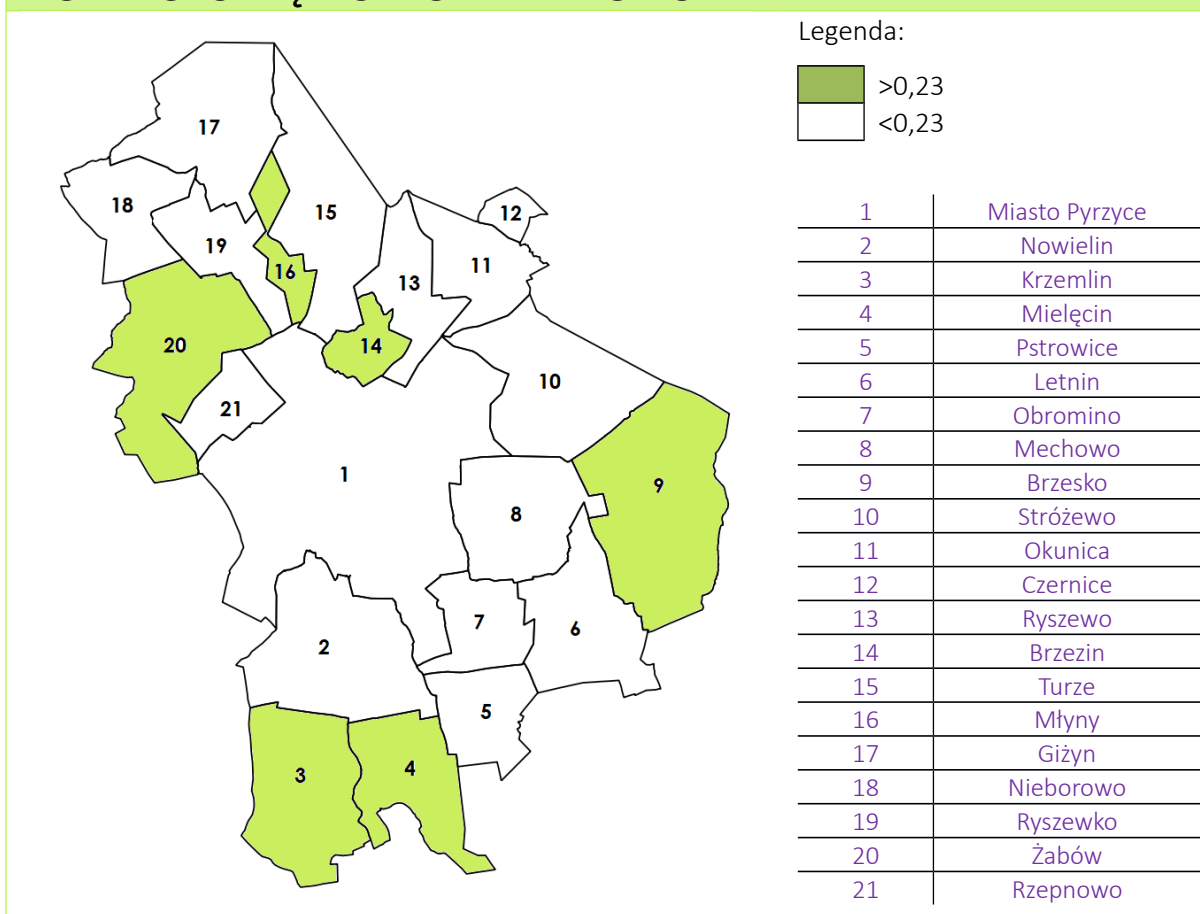 Legenda:
>0,23
<0,23
17
18
15
12
19
16
11
13
20
14
10
21
1
9
8
7
6
2
5
3
4
1 Miasto Pyrzyce
2 Nowielin
3 Krzemlin
4 Mielęcin
5 Pstrowice
6 Letnin
7 Obromino
8 Mechowo
9 Brzesko
10 Stróżewo
11 Okunica
12 Czernice
13 Ryszewo
14 Brzezin
15 Turze
16 Młyny
17 Giżyn
18 Nieborowo
19 Ryszewko
20 Żabów
21 Rzepnowo